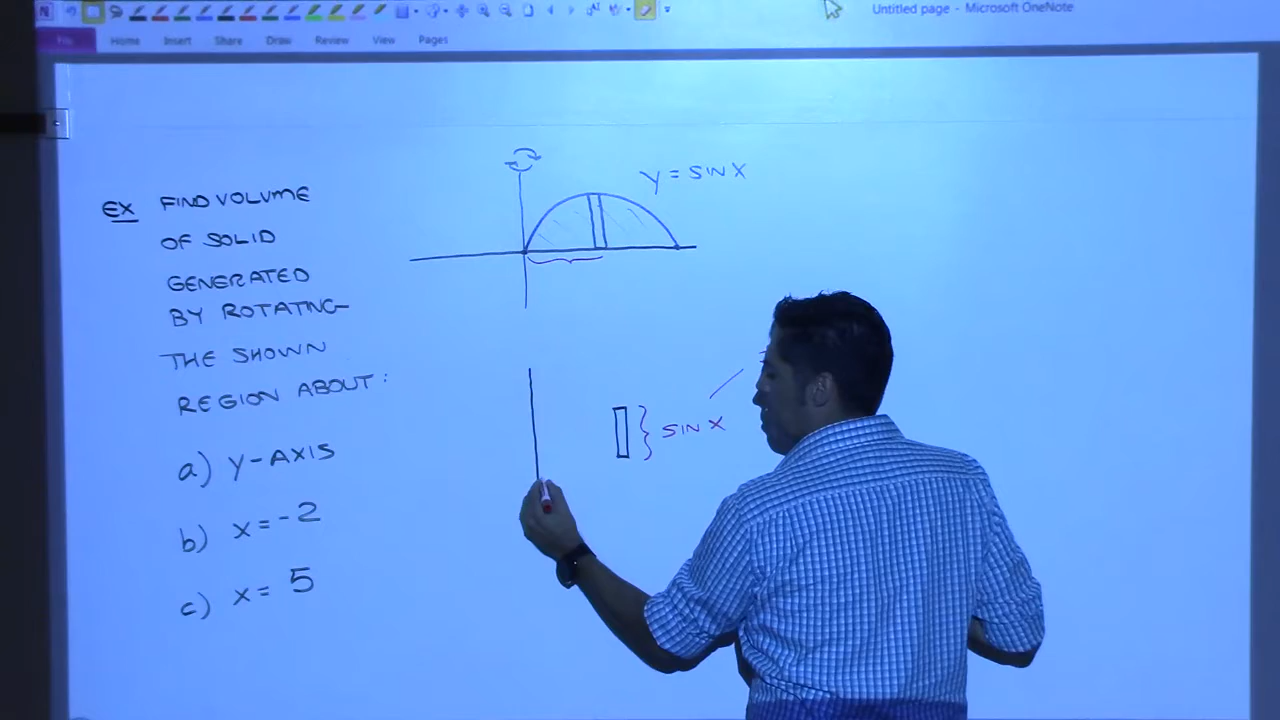 Untitled page - Microsoft OneNote
File Home Insert Share Draw Review View Pages
EX FIND VOLUME
OF SOLID
GENERATED
BY ROTATING
THE SHOWN
REGION ABOUT:
a) Y-AXIS
b) X=-2
c) X= 5
Y = SIN X
SIN X